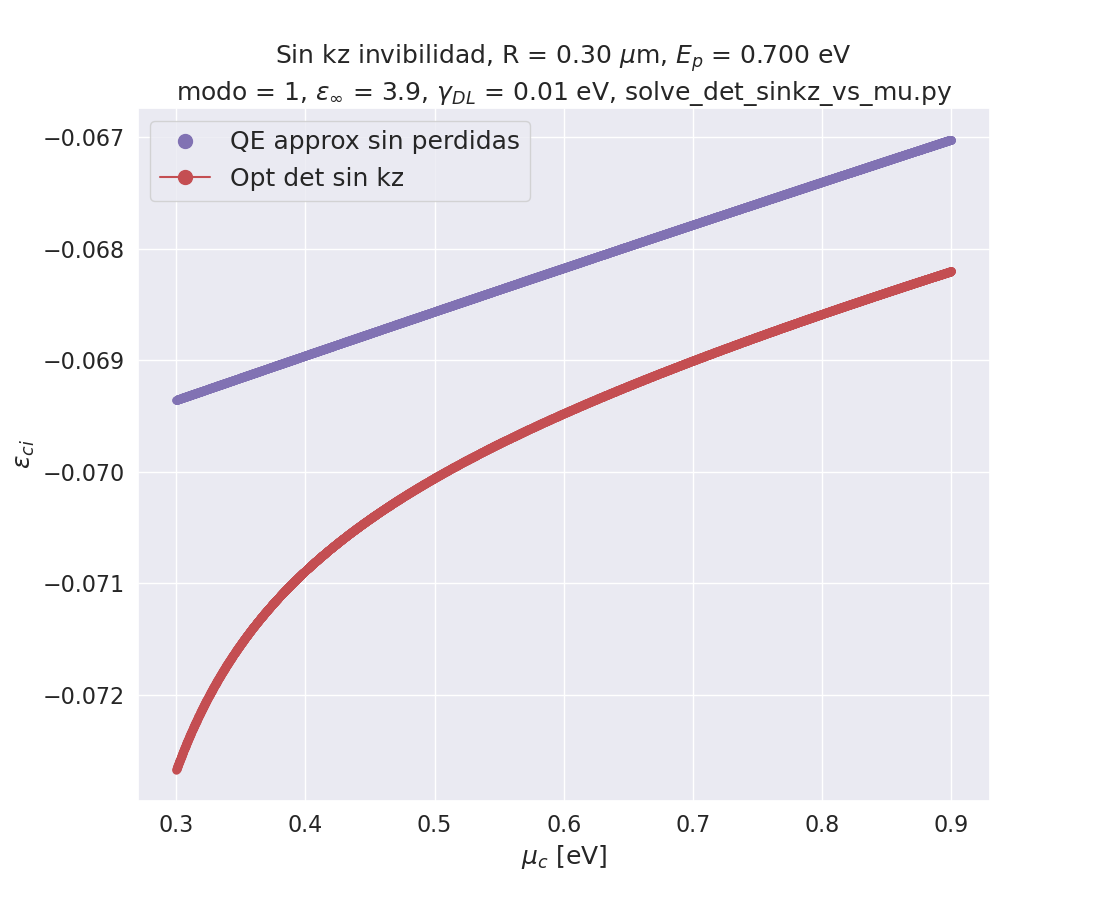 Sin kz invibilidad, R = 0.30 μm, E_p = 0.700 eV
modo = 1, ε_∞ = 3.9, γ_DL = 0.01 eV, solve_det_sinkz_vs_mu.py
QE approx sin perdidas
Opt det sin kz
−0.067
−0.068
−0.069
−0.070
−0.071
−0.072
ε_ci
0.3 0.4 0.5 0.6 0.7 0.8 0.9
μ_c [eV]